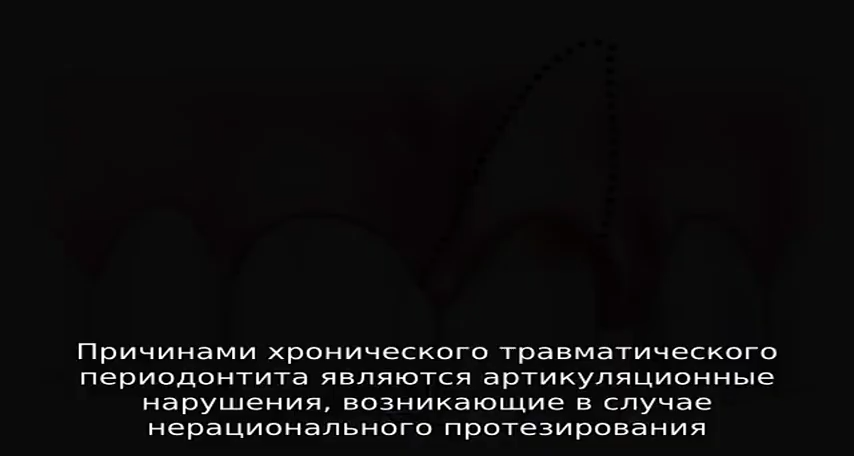 Причинами хронического травматического
периодонтита являются артикуляционные
нарушения, возникающие в случае
нерационального протезирования